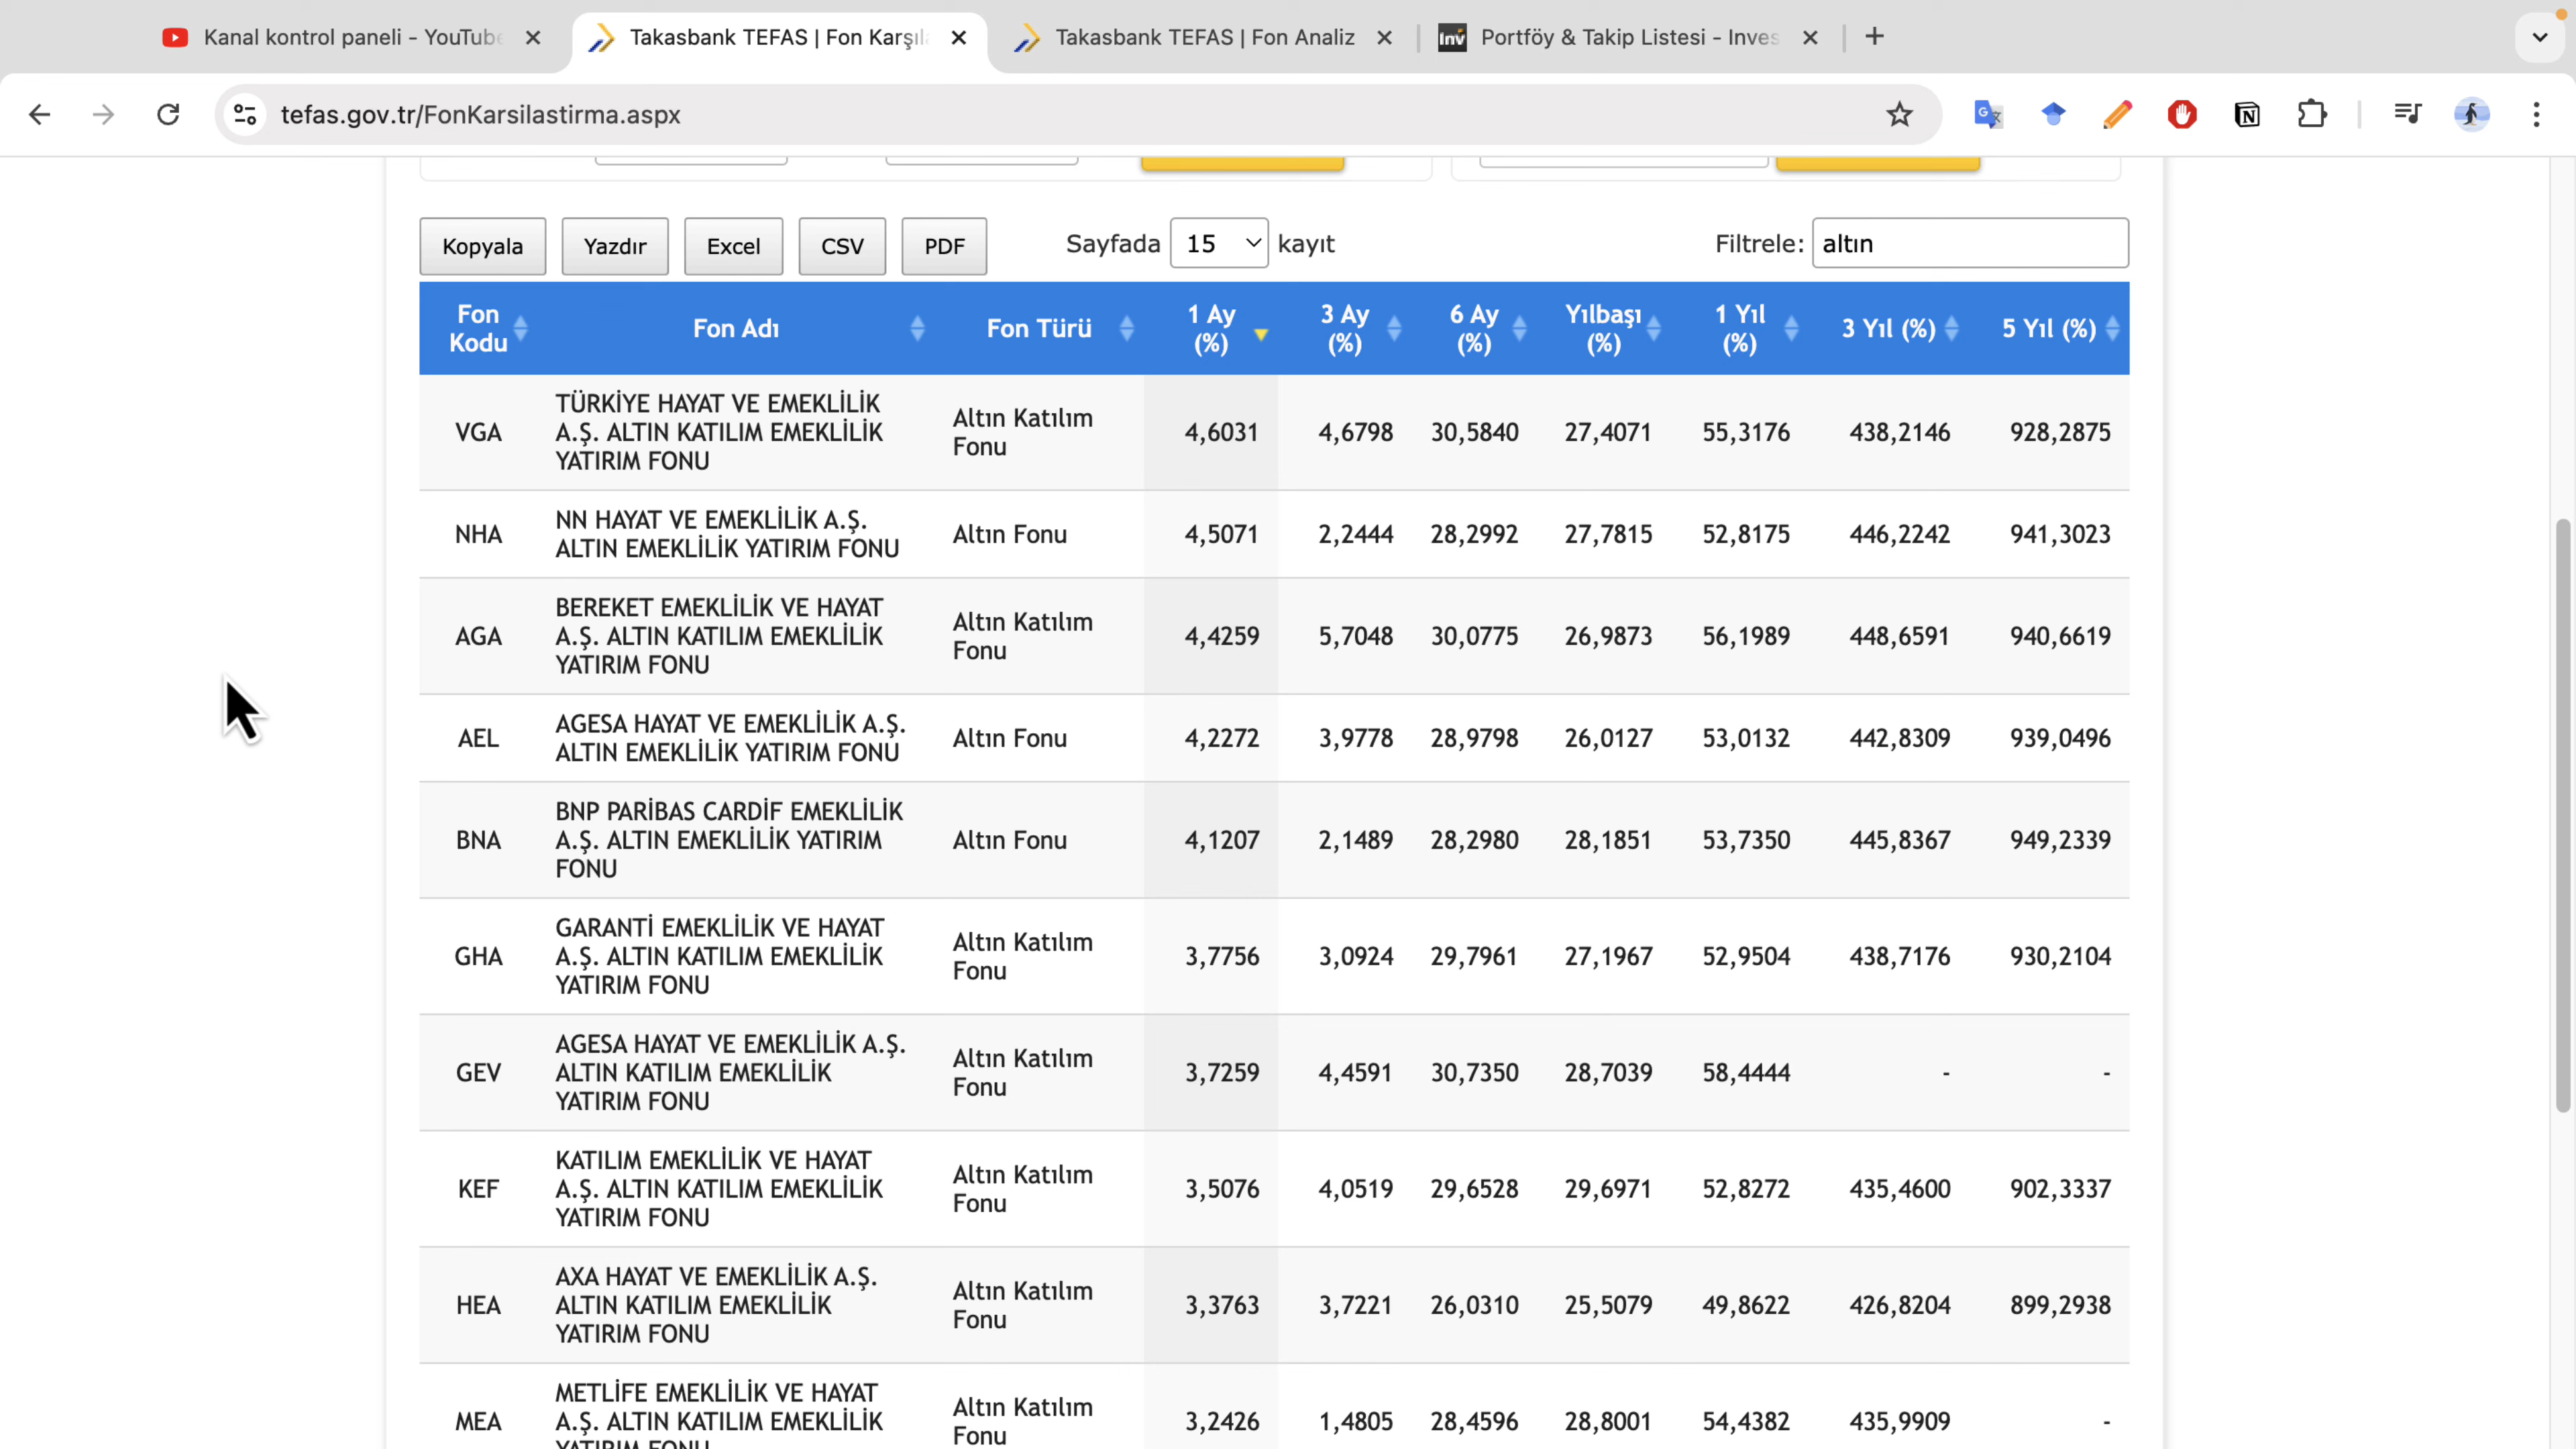 Kanal kontrol paneli - YouTube
Takasbank TEFAS | Fon Karşıla
Takasbank TEFAS | Fon Analiz
Portföy & Takip Listesi - Inves
tefas.gov.tr/FonKarsilastirma.aspx
Kopyala Yazdır Excel CSV PDF Sayfada 15 kayıt Filtrele: altın
Fon Kodu Fon Adı Fon Türü 1 Ay (%) 3 Ay (%) 6 Ay (%) Yılbaşı (%) 1 Yıl (%) 3 Yıl (%) 5 Yıl (%)
TÜRKİYE HAYAT VE EMEKLİLİK
VGA A.Ş. ALTIN KATILIM EMEKLİLİK Altın Katılım Fonu 4,6031 4,6798 30,5840 27,4071 55,3176 438,2146 928,2875
YATIRIM FONU
NN HAYAT VE EMEKLİLİK A.Ş.
NHA ALTIN EMEKLİLİK YATIRIM FONU Altın Fonu 4,5071 2,2444 28,2992 27,7815 52,8175 446,2242 941,3023
BEREKET EMEKLİLİK VE HAYAT
AGA A.Ş. ALTIN KATILIM EMEKLİLİK Altın Katılım Fonu 4,4259 5,7048 30,0775 26,9873 56,1989 448,6591 940,6619
YATIRIM FONU
AGESA HAYAT VE EMEKLİLİK A.Ş.
AEL ALTIN EMEKLİLİK YATIRIM FONU Altın Fonu 4,2272 3,9778 28,9798 26,0127 53,0132 442,8309 939,0496
BNP PARİBAS CARDİF EMEKLİLİK
BNA A.Ş. ALTIN EMEKLİLİK YATIRIM Altın Fonu 4,1207 2,1489 28,2980 28,1851 53,7350 445,8367 949,2339
FONU
GARANTİ EMEKLİLİK VE HAYAT
GHA A.Ş. ALTIN KATILIM EMEKLİLİK Altın Katılım Fonu 3,7756 3,0924 29,7961 27,1967 52,9504 438,7176 930,2104
YATIRIM FONU
AGESA HAYAT VE EMEKLİLİK A.Ş.
GEV ALTIN KATILIM EMEKLİLİK Altın Katılım Fonu 3,7259 4,4591 30,7350 28,7039 58,4444 - -
YATIRIM FONU
KATILIM EMEKLİLİK VE HAYAT
KEF A.Ş. ALTIN KATILIM EMEKLİLİK Altın Katılım Fonu 3,5076 4,0519 29,6528 29,6971 52,8272 435,4600 902,3337
YATIRIM FONU
AXA HAYAT VE EMEKLİLİK A.Ş.
HEA ALTIN KATILIM EMEKLİLİK Altın Katılım Fonu 3,3763 3,7221 26,0310 25,5079 49,8622 426,8204 899,2938
YATIRIM FONU
METLİFE EMEKLİLİK VE HAYAT
MEA A.Ş. ALTIN KATILIM EMEKLİLİK Altın Katılım Fonu 3,2426 1,4805 28,4596 28,8001 54,4382 435,9909 -
YATIRIM FONU